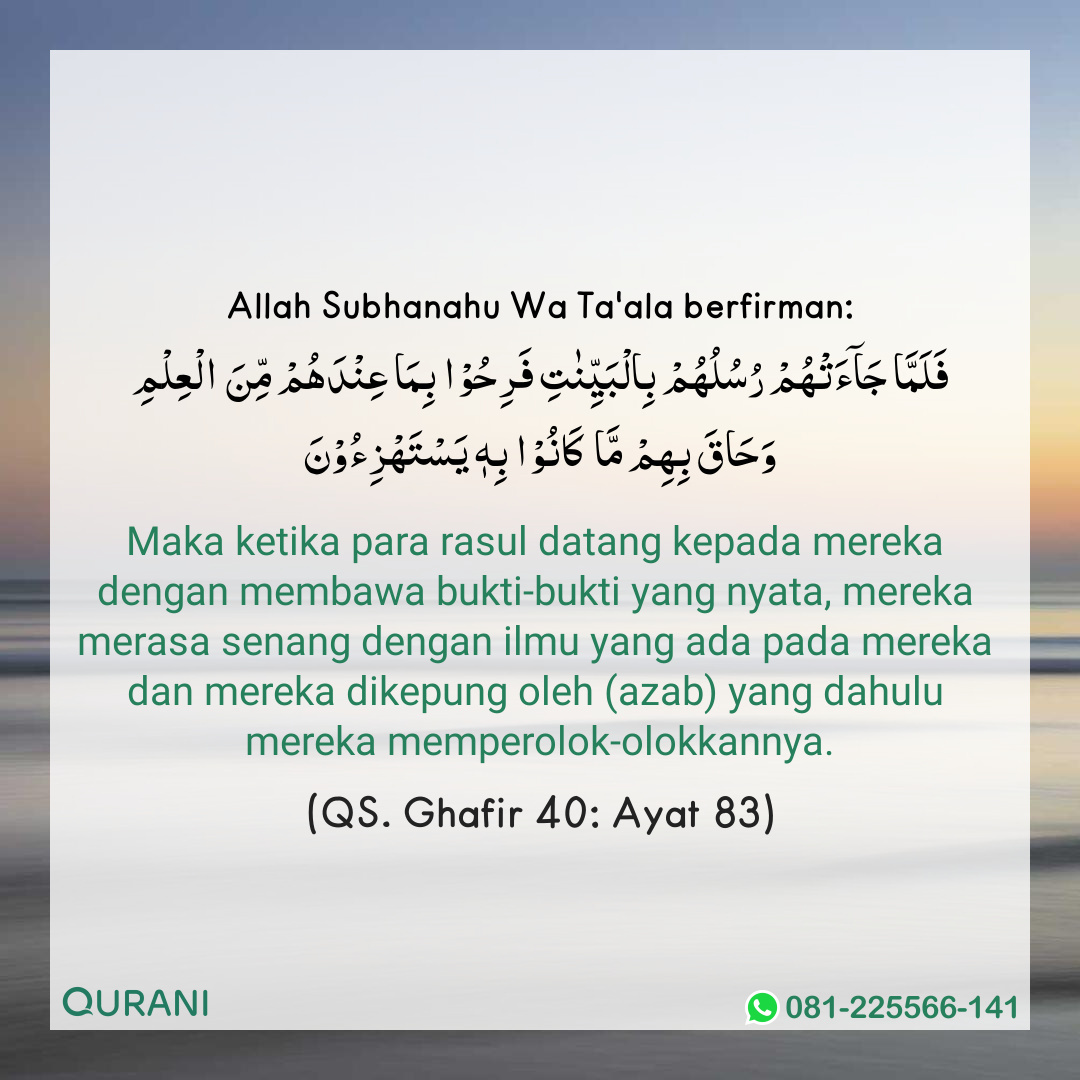 Allah Subhanahu Wa Ta'ala berfirman:
فَلَمَّا جَآءَتْهُمْ رُسُلُهُمْ بِالْبَيِّنٰتِ فَرِحُوْا بِمَا عِنْدَهُمْ مِّنَ الْعِلْمِ
وَحَاقَ بِهِمْ مَّا كَانُوْا بِهٖ يَسْتَهْزِءُوْنَ
Maka ketika para rasul datang kepada mereka
dengan membawa bukti-bukti yang nyata, mereka
merasa senang dengan ilmu yang ada pada mereka
dan mereka dikepung oleh (azab) yang dahulu
mereka memperolok-olokkannya.
(QS. Ghafir 40: Ayat 83)
QURANI
081-225566-141